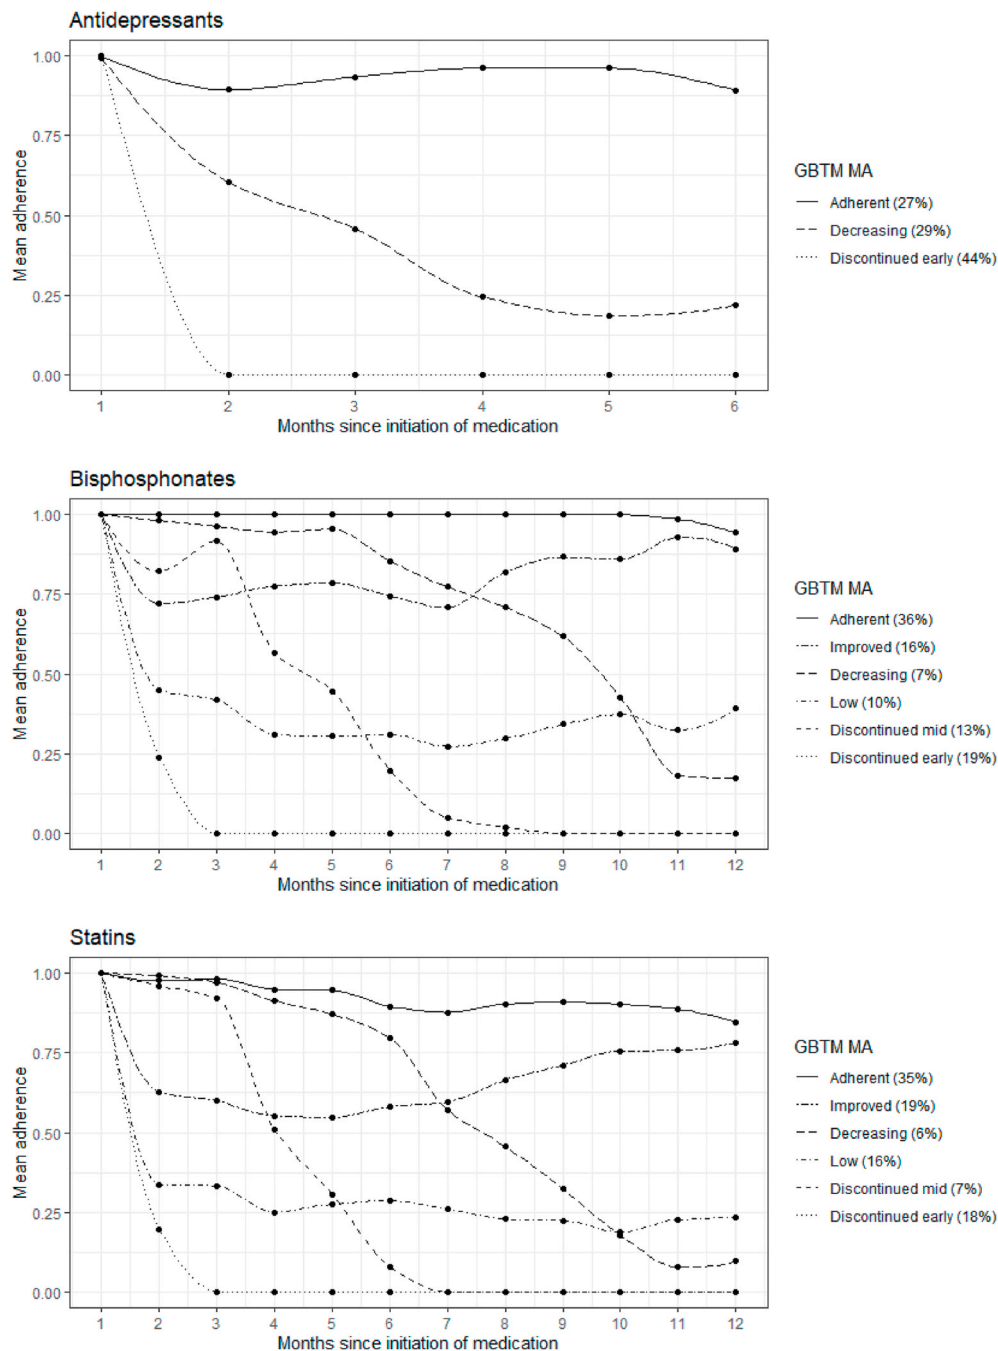 Antidepressants
1.00
0.75
0.50
0.25
0.00
Mean adherence
1 2 3 4 5 6
Months since initiation of medication
GBTM MA
Adherent (27%)
Decreasing (29%)
Discontinued early (44%)
Bisphosphonates
1.00
0.75
0.50
0.25
0.00
Mean adherence
1 2 3 4 5 6 7 8 9 10 11 12
Months since initiation of medication
GBTM MA
Adherent (36%)
Improved (16%)
Decreasing (7%)
Low (10%)
Discontinued mid (13%)
Discontinued early (19%)
Statins
1.00
0.75
0.50
0.25
0.00
Mean adherence
1 2 3 4 5 6 7 8 9 10 11 12
Months since initiation of medication
GBTM MA
Adherent (35%)
Improved (19%)
Decreasing (6%)
Low (16%)
Discontinued mid (7%)
Discontinued early (18%)